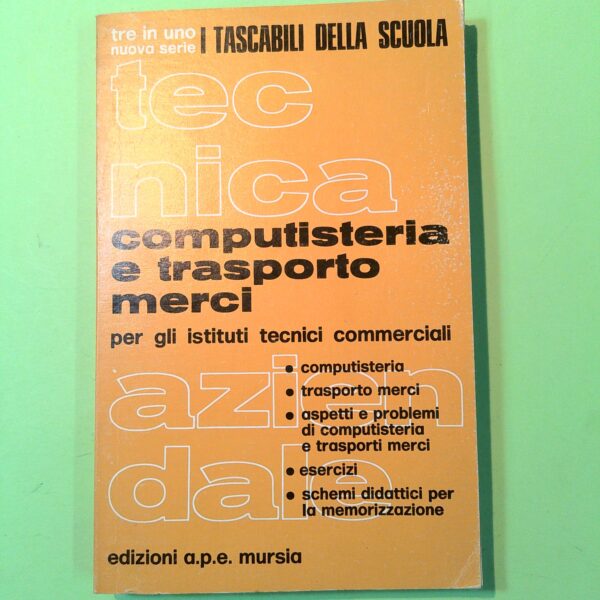 tre in uno
nuova serie
I TASCABILI DELLA SCUOLA
tec
nica
computisteria
e trasporto
merci
per gli istituti tecnici commerciali
azien
dale
• computisteria
• trasporto merci
• aspetti e problemi
di computisteria
e trasporti merci
• esercizi
• schemi didattici per
la memorizzazione
edizioni a.p.e. mursia